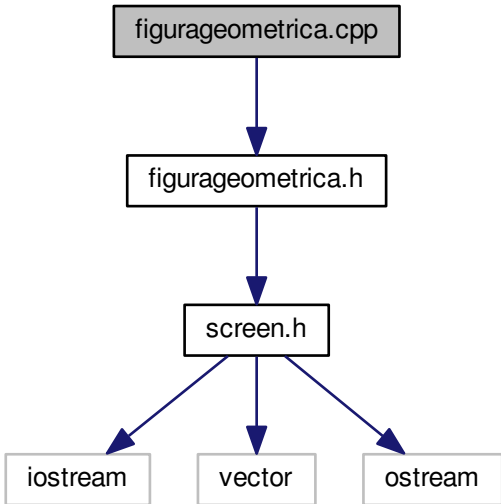 figurageometrica.cpp
figurageometrica.h
screen.h
iostream
vector
ostream